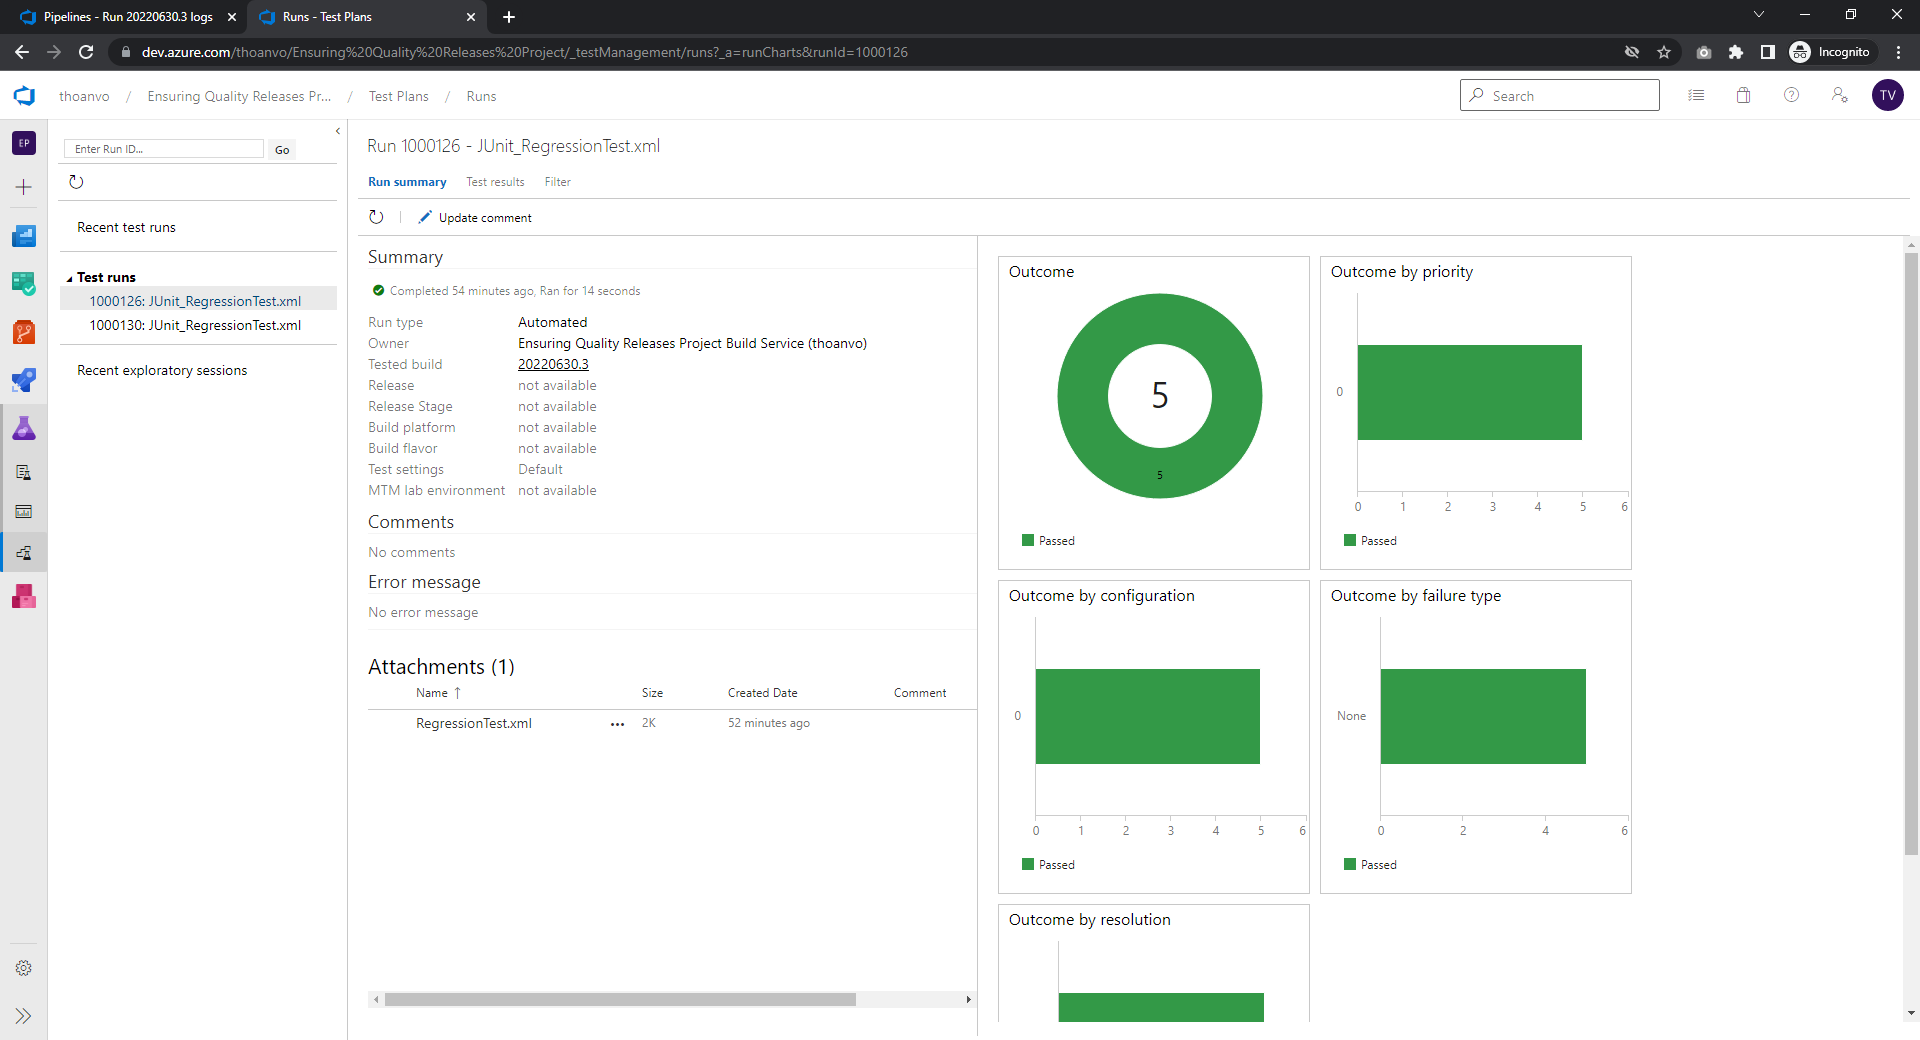 Pipelines - Run 20220630.3 logs
Runs - Test Plans
dev.azure.com/thoanvo/Ensuring%20Quality%20Releases%20Project/_testManagement/runs?_a=runCharts&runId=1000126
Incognito
thoanvo / Ensuring Quality Releases Pr... / Test Plans / Runs
Search
TV
EP
Enter Run ID...
Go
Recent test runs
Test runs
1000126: JUnit_RegressionTest.xml
1000130: JUnit_RegressionTest.xml
Recent exploratory sessions
Run 1000126 - JUnit_RegressionTest.xml
Run summary Test results Filter
Update comment
Summary
Completed 54 minutes ago, Ran for 14 seconds
Run type Automated
Owner Ensuring Quality Releases Project Build Service (thoanvo)
Tested build 20220630.3
Release not available
Release Stage not available
Build platform not available
Build flavor not available
Test settings Default
MTM lab environment not available
Comments
No comments
Error message
No error message
Attachments (1)
Name ↑ Size Created Date Comment
RegressionTest.xml ... 2K 52 minutes ago
Outcome
5
5
Passed
Outcome by priority
0
0 1 2 3 4 5 6
Passed
Outcome by configuration
0
0 1 2 3 4 5 6
Passed
Outcome by failure type
None
0 2 4 6
Passed
Outcome by resolution